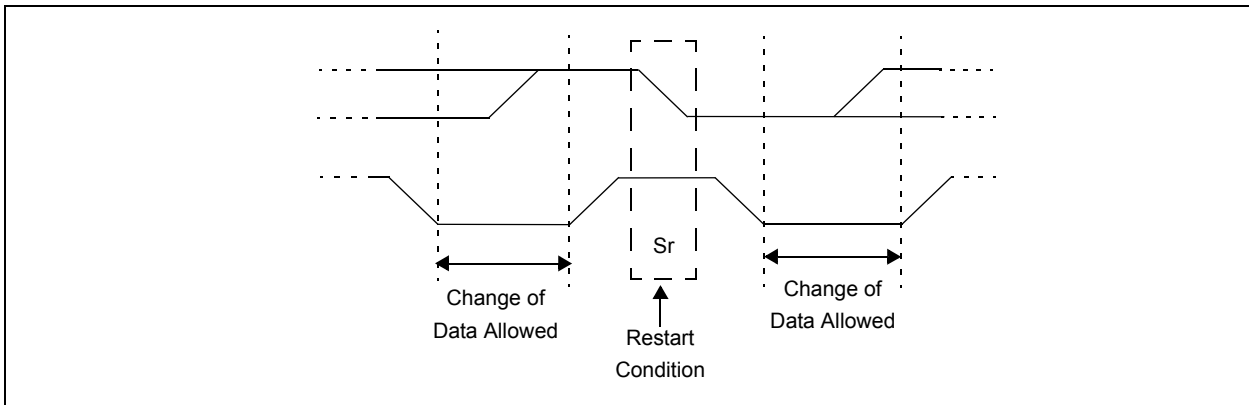 Sr
Change of
Data Allowed
Restart
Condition
Change of
Data Allowed